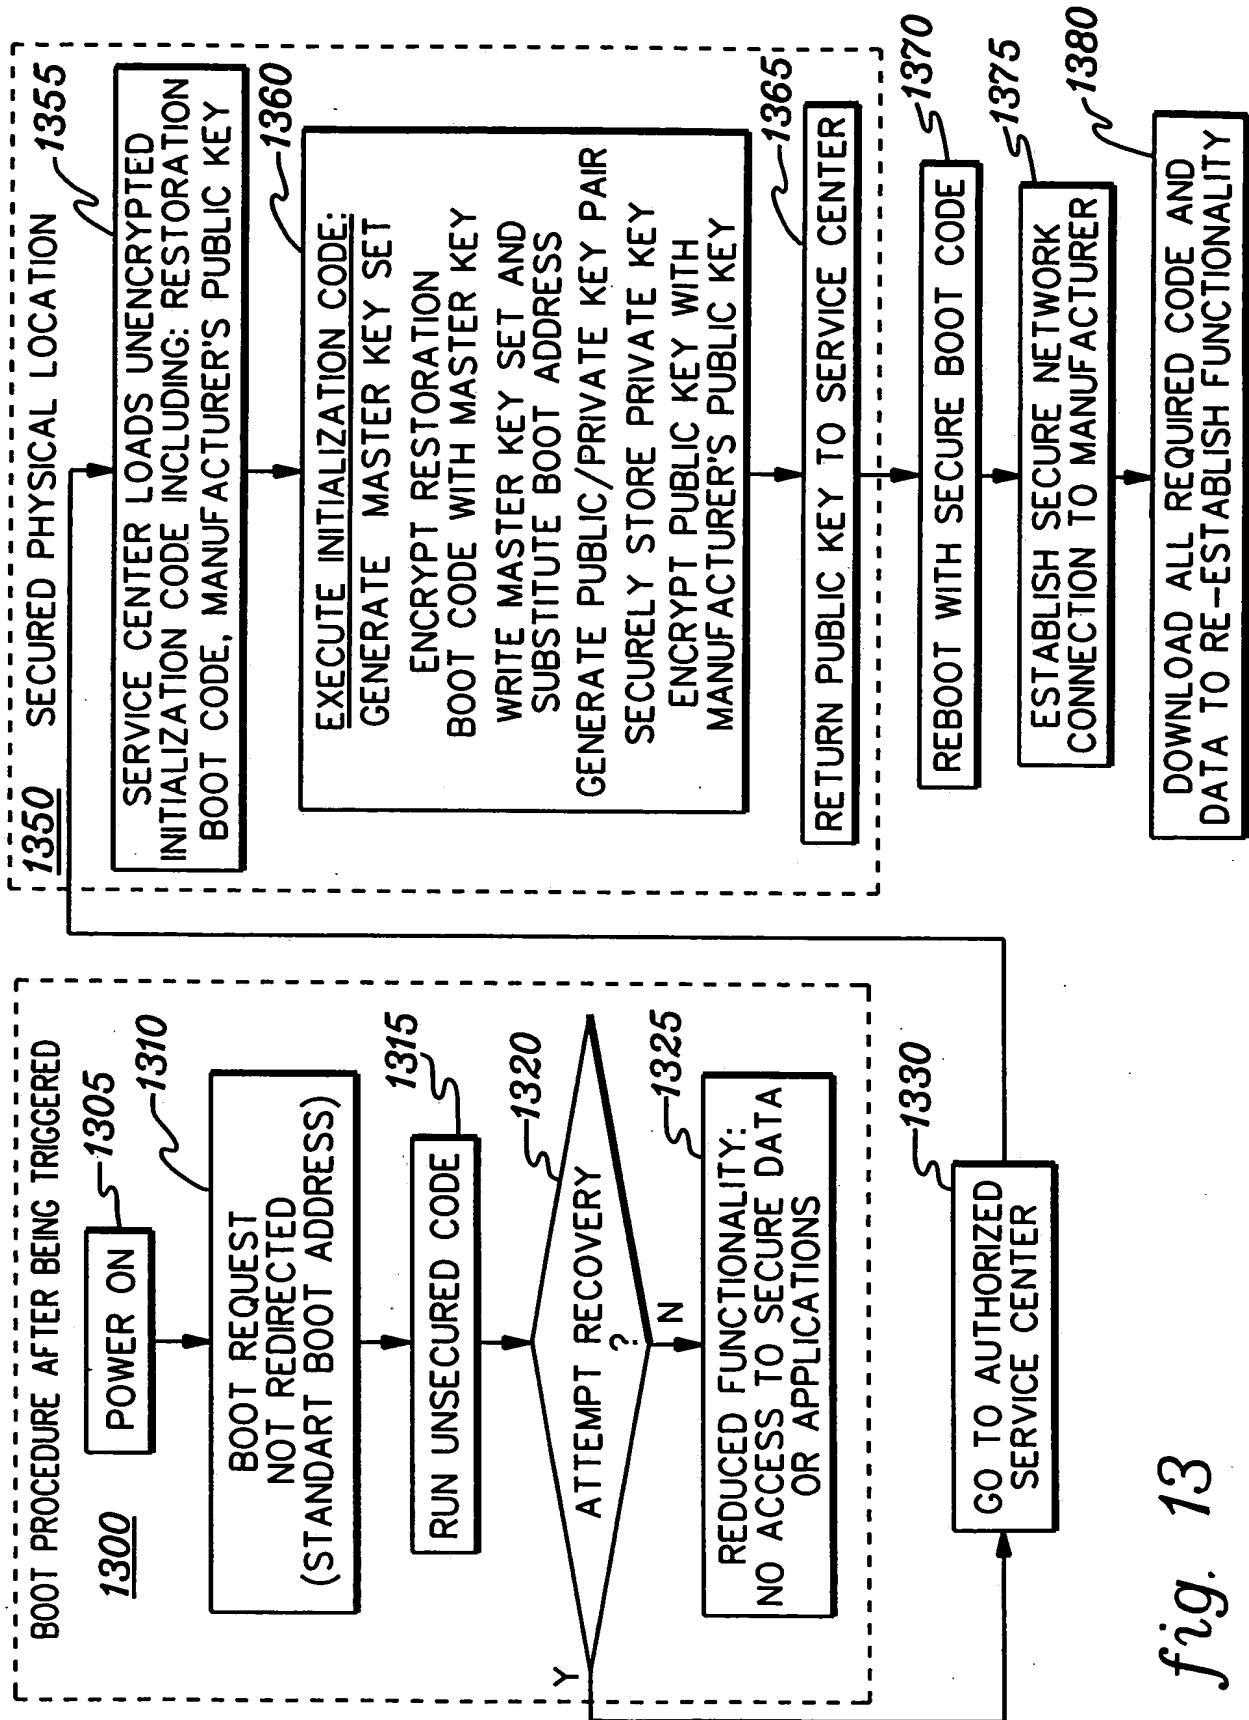 BOOT PROCEDURE AFTER BEING TRIGGERED
1300
1305
POWER ON
1310
BOOT REQUEST
NOT REDIRECTED
(STANDART BOOT ADDRESS)
1315
RUN UNSECURED CODE
1320
ATTEMPT RECOVERY
?
Y
N
1325
REDUCED FUNCTIONALITY:
NO ACCESS TO SECURE DATA
OR APPLICATIONS
1330
GO TO AUTHORIZED
SERVICE CENTER
1350
SECURED PHYSICAL LOCATION
1355
SERVICE CENTER LOADS UNENCRYPTED
INITIALIZATION CODE INCLUDING: RESTORATION
BOOT CODE, MANUFACTURER'S PUBLIC KEY
1360
EXECUTE INITIALIZATION CODE:
GENERATE MASTER KEY SET
ENCRYPT RESTORATION
BOOT CODE WITH MASTER KEY
WRITE MASTER KEY SET AND
SUBSTITUTE BOOT ADDRESS
GENERATE PUBLIC/PRIVATE KEY PAIR
SECURELY STORE PRIVATE KEY
ENCRYPT PUBLIC KEY WITH
MANUFACTURER'S PUBLIC KEY
1365
RETURN PUBLIC KEY TO SERVICE CENTER
1370
REBOOT WITH SECURE BOOT CODE
1375
ESTABLISH SECURE NETWORK
CONNECTION TO MANUFACTURER
1380
DOWNLOAD ALL REQUIRED CODE AND
DATA TO RE-ESTABLISH FUNCTIONALITY
fig. 13